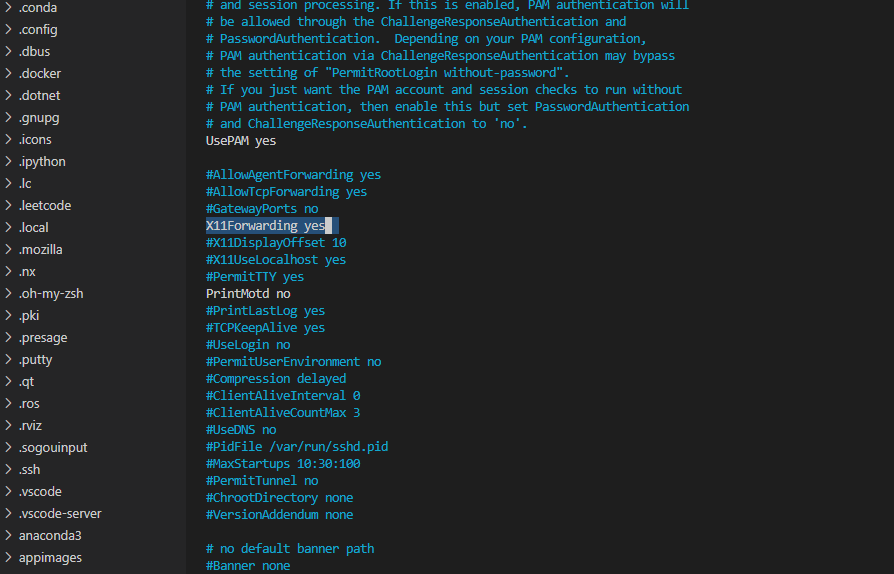 .conda
.config
.dbus
.docker
.dotnet
.gnupg
.icons
.ipython
.lc
.leetcode
.local
.mozilla
.nx
.oh-my-zsh
.pki
.presage
.putty
.qt
.ros
.rviz
.sogouinput
.ssh
.vscode
.vscode-server
anaconda3
appimages
# and session processing. If this is enabled, PAM authentication will
# be allowed through the ChallengeResponseAuthentication and
# PasswordAuthentication.  Depending on your PAM configuration,
# PAM authentication via ChallengeResponseAuthentication may bypass
# the setting of "PermitRootLogin without-password".
# If you just want the PAM account and session checks to run without
# PAM authentication, then enable this but set PasswordAuthentication
# and ChallengeResponseAuthentication to 'no'.
UsePAM yes
#AllowAgentForwarding yes
#AllowTcpForwarding yes
#GatewayPorts no
X11Forwarding yes
#X11DisplayOffset 10
#X11UseLocalhost yes
#PermitTTY yes
PrintMotd no
#PrintLastLog yes
#TCPKeepAlive yes
#UseLogin no
#PermitUserEnvironment no
#Compression delayed
#ClientAliveInterval 0
#ClientAliveCountMax 3
#UseDNS no
#PidFile /var/run/sshd.pid
#MaxStartups 10:30:100
#PermitTunnel no
#ChrootDirectory none
#VersionAddendum none
# no default banner path
#Banner none